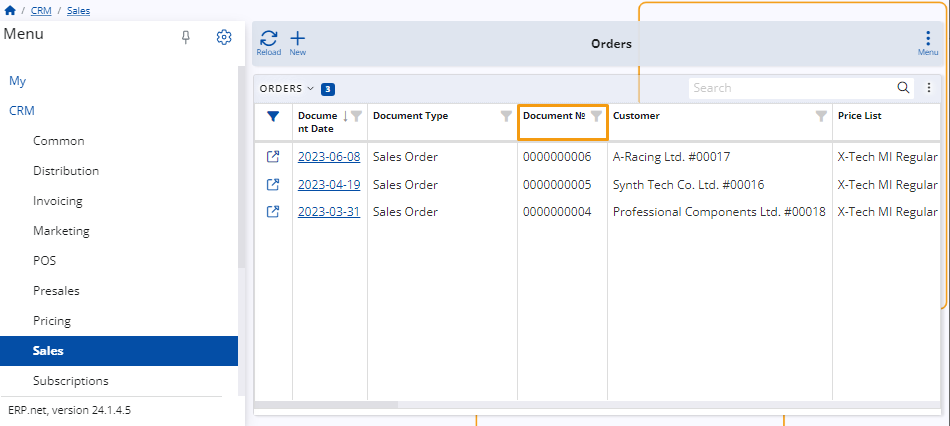 / CRM / Sales
Menu
My
CRM
Common
Distribution
Invoicing
Marketing
POS
Presales
Pricing
Sales
Subscriptions
ERP.net, version 24.1.4.5
Reload New Orders Menu
ORDERS 3 Search
Docume
nt Date Document Type Document № Customer Price List
2023-06-08 Sales Order 0000000006 A-Racing Ltd. #00017 X-Tech MI Regular
2023-04-19 Sales Order 0000000005 Synth Tech Co. Ltd. #00016 X-Tech MI Regular
2023-03-31 Sales Order 0000000004 Professional Components Ltd. #00018 X-Tech MI Regular